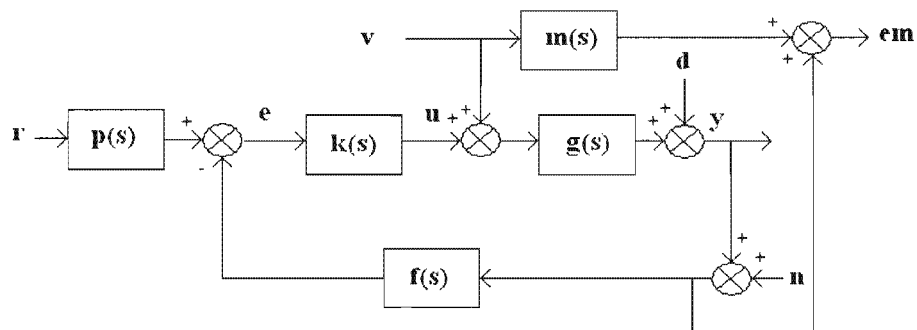 v
m(s)
+
+
em
d
r
p(s)
+
-
e
k(s)
u
+
+
g(s)
+
+
y
f(s)
+
+
n